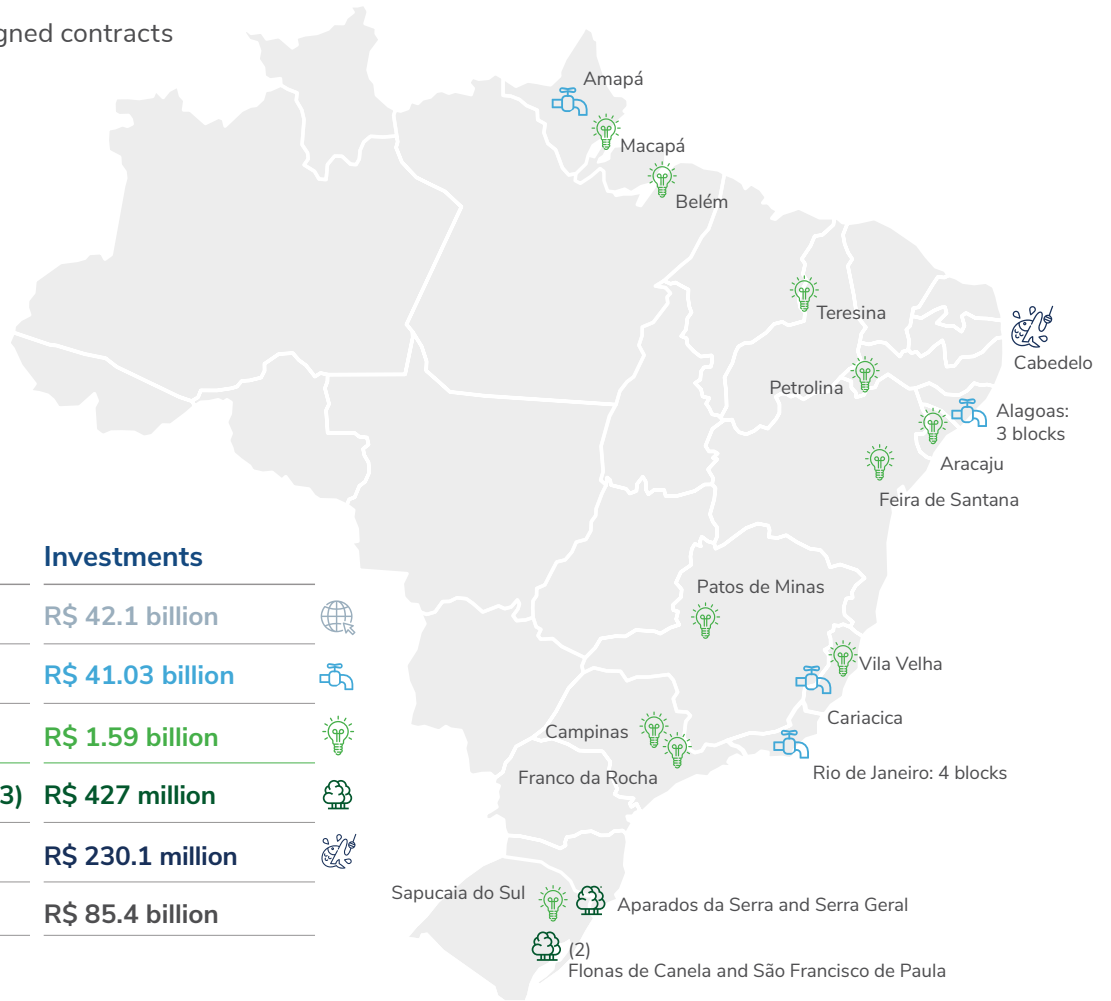 gned contracts
Amapá
Macapá
Belém
Teresina
Cabedelo
Petrolina
Alagoas:
3 blocks
Aracaju
Feira de Santana
Investments
Patos de Minas
R$ 42.1 billion
R$ 41.03 billion
Vila Velha
Cariacica
R$ 1.59 billion
Campinas
Rio de Janeiro: 4 blocks
Franco da Rocha
3) R$ 427 million
R$ 230.1 million
Sapucaia do Sul
Aparados da Serra and Serra Geral
R$ 85.4 billion
(2)
Flonas de Canela and São Francisco de Paula